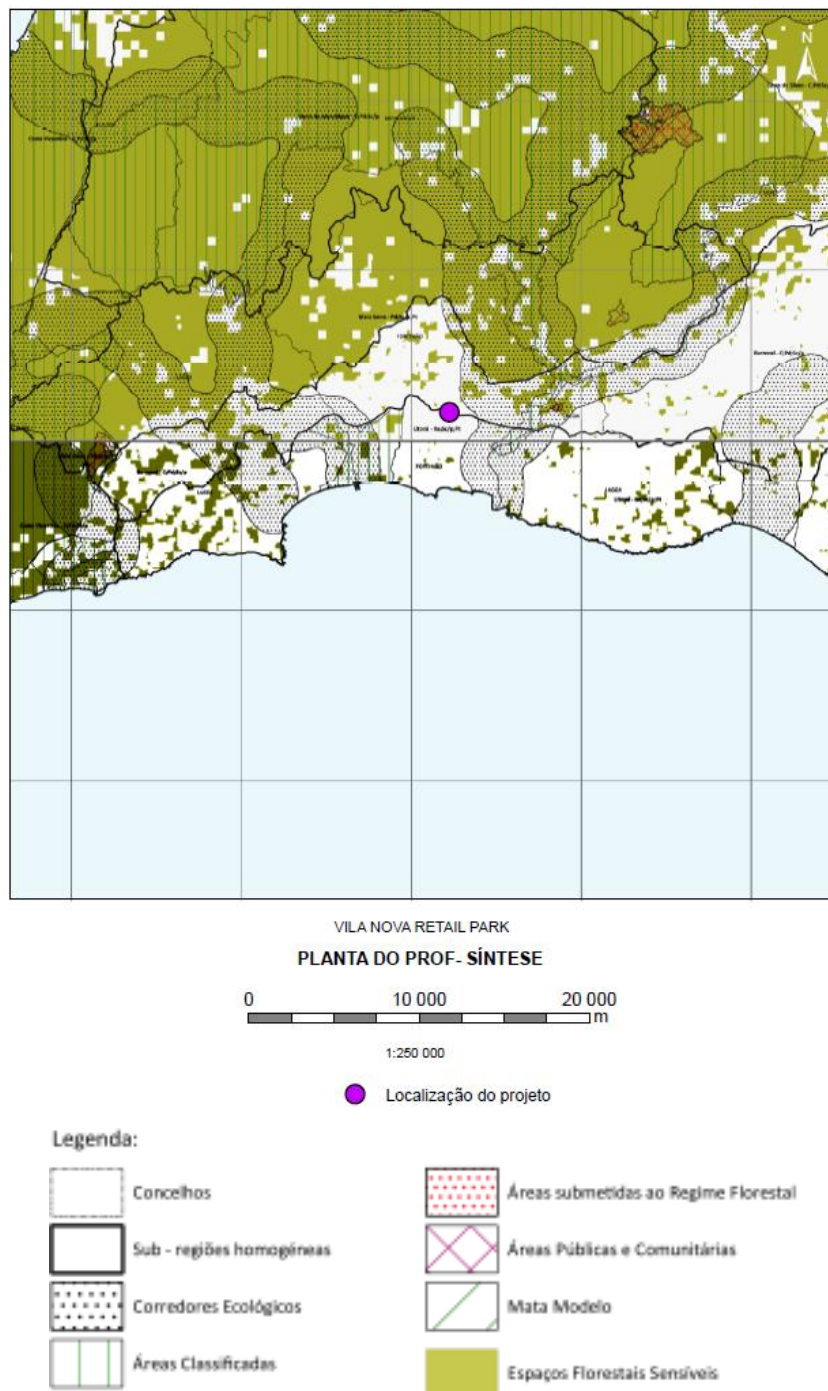 N
PORTIMÃO
LAGOA
VILA NOVA RETAIL PARK
PLANTA DO PROF- SÍNTESE
0 10 000 20 000
m
1:250 000
Localização do projeto
Legenda:
Concelhos
Sub - regiões homogéneas
Corredores Ecológicos
Áreas Classificadas
Áreas submetidas ao Regime Florestal
Áreas Públicas e Comunitárias
Mata Modelo
Espaços Florestais Sensíveis